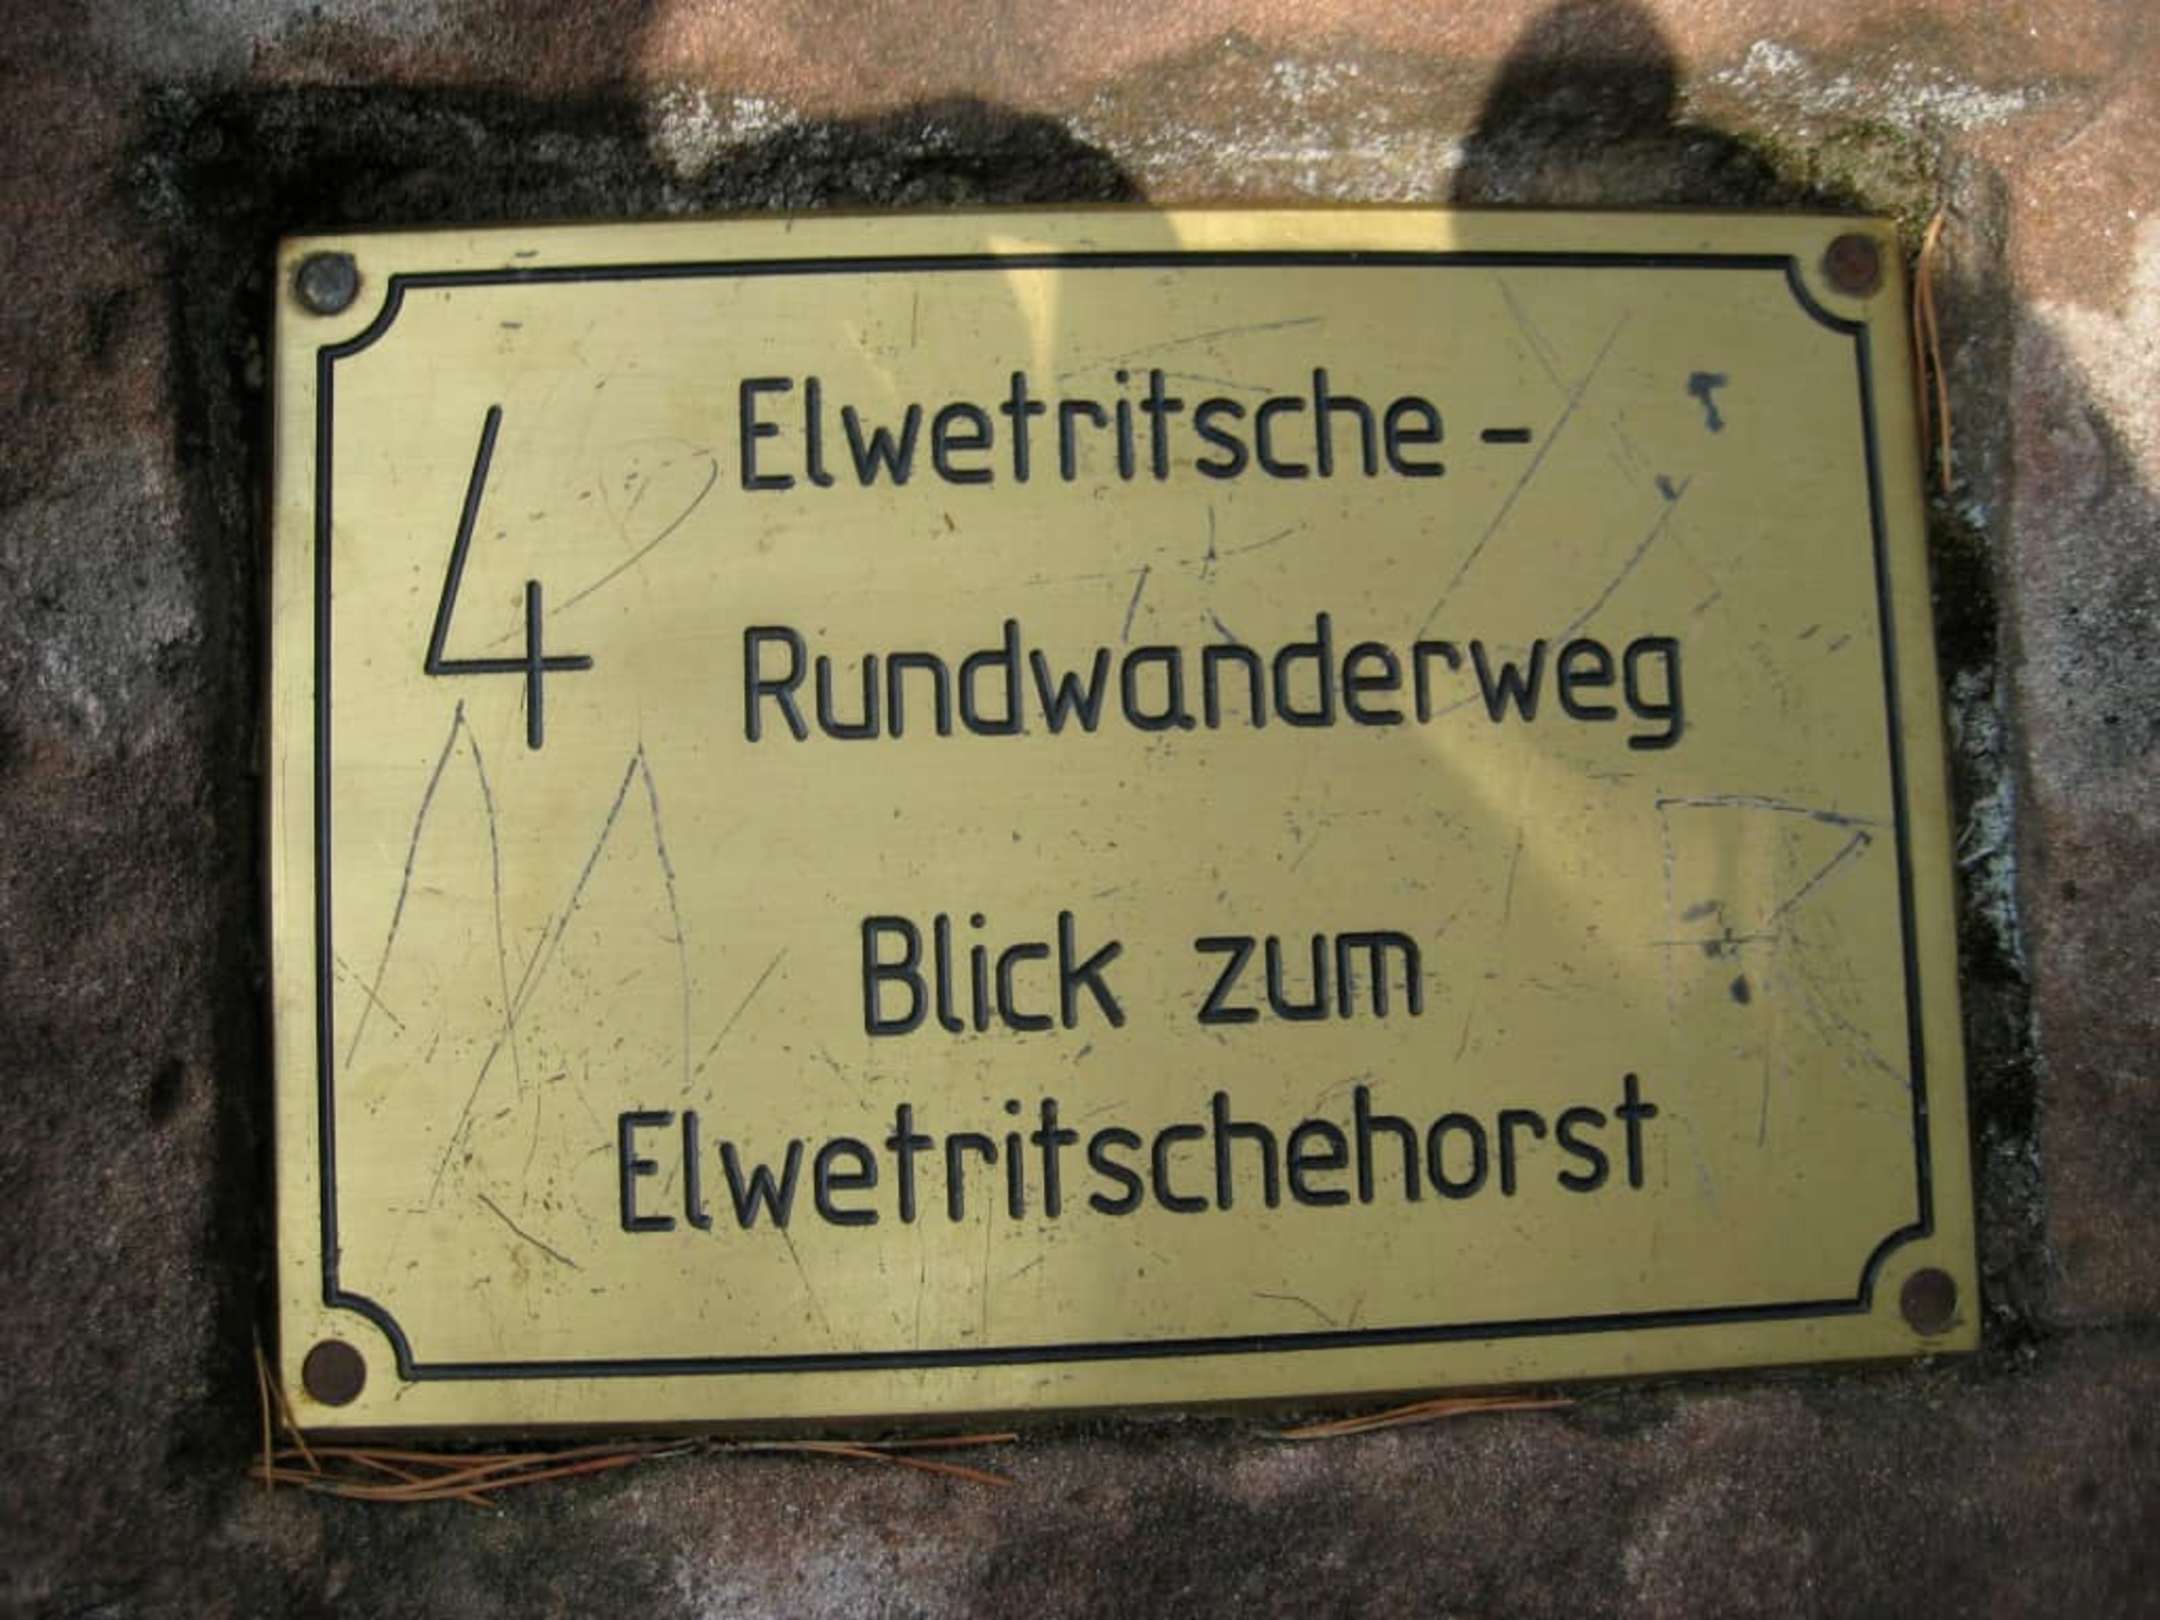 4 Elwetritsche -
Rundwanderweg
Blick zum
Elwetritschehorst